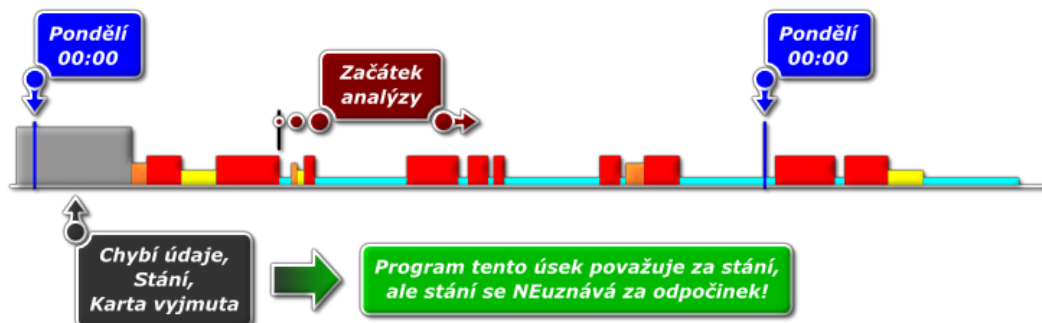 Pondělí
00:00
Začátek
analýzy
Pondělí
00:00
Chybí údaje,
Stání,
Karta vyjmuta
Program tento úsek považuje za stání,
ale stání se NEuznává za odpočinek!